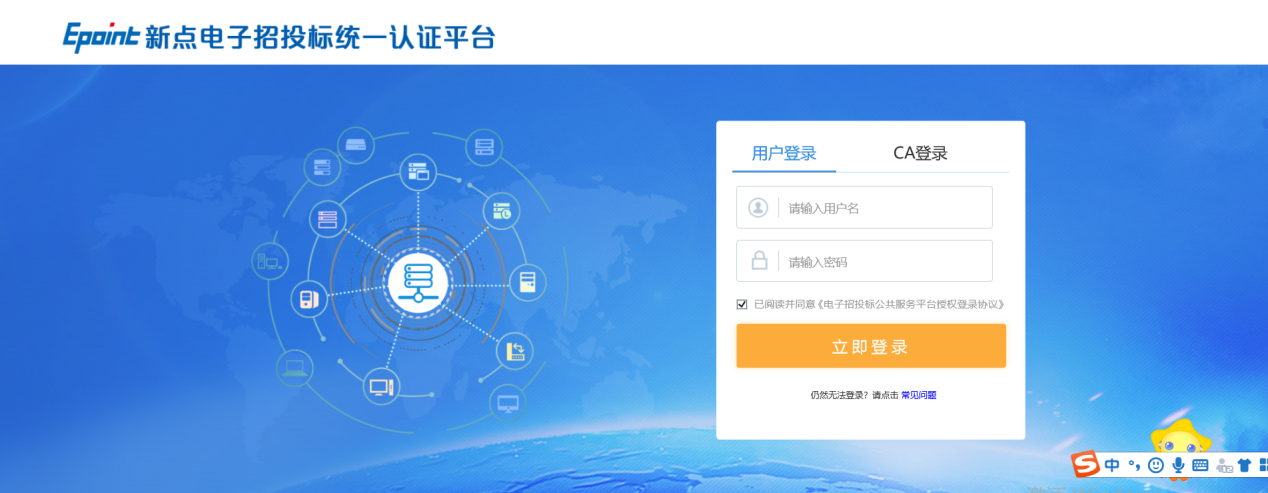 Epoint 新点电子招投标统一认证平台
用户登录 CA登录
请输入用户名
请输入密码
已阅读并同意《电子招投标公共服务平台授权登录协议》
立即登录
仍然无法登录？请点击 常见问题
中